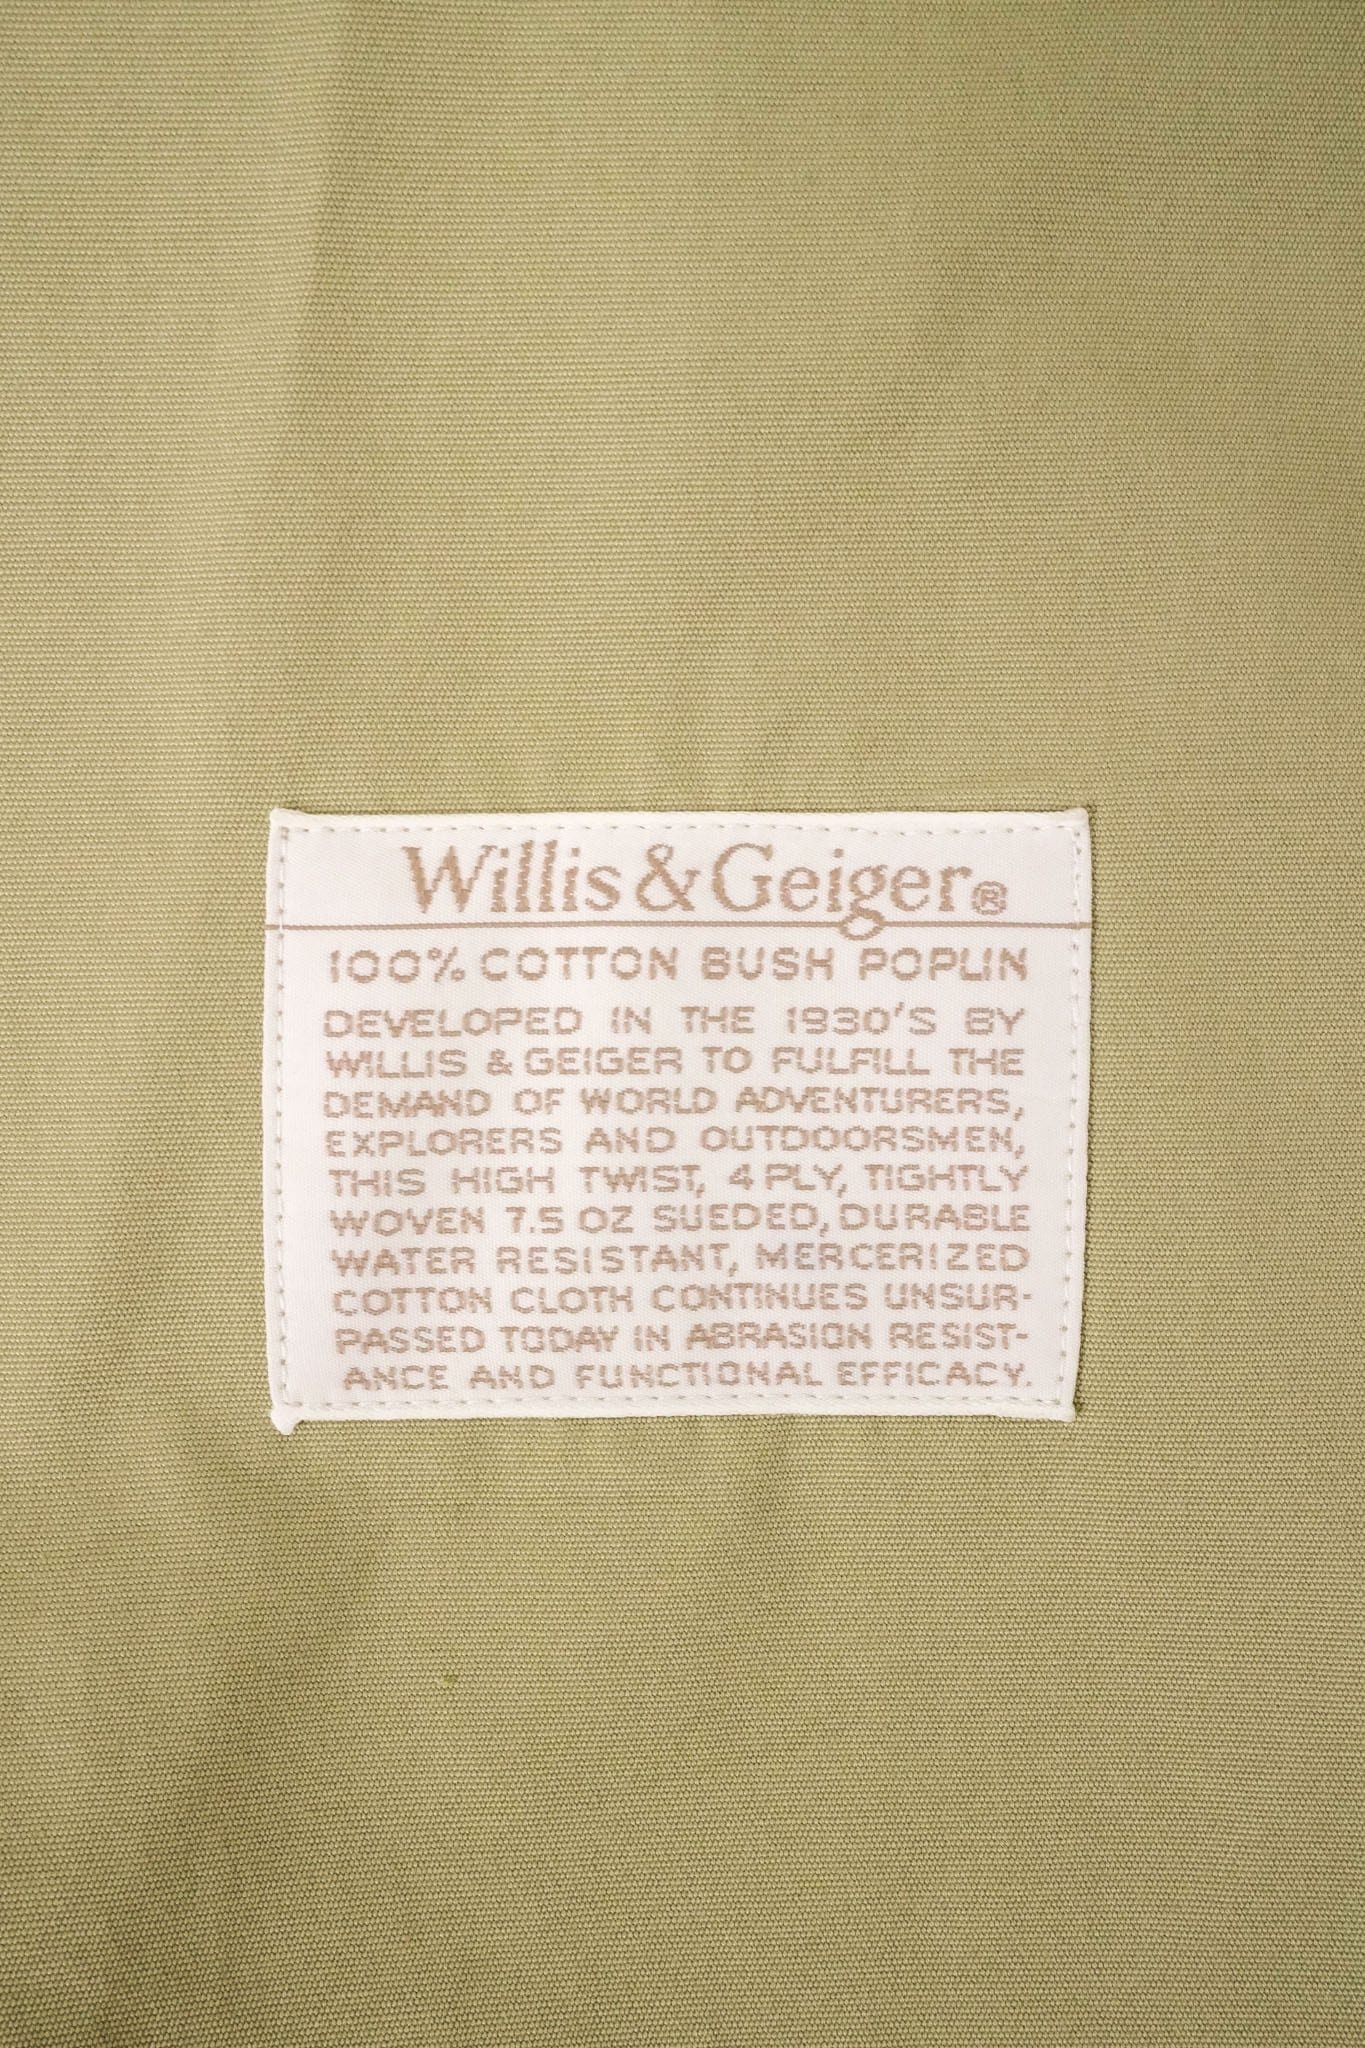 Willis & Geiger®
100% COTTON BUSH POPLIN
DEVELOPED IN THE 1930'S BY
WILLIS & GEIGER TO FULFILL THE
DEMAND OF WORLD ADVENTURERS,
EXPLORERS AND OUTDOORSMEN,
THIS HIGH TWIST, 4 PLY, TIGHTLY
WOVEN 7.5 OZ SUEDED, DURABLE
WATER RESISTANT, MERCERIZED
COTTON CLOTH CONTINUES UNSUR-
PASSED TODAY IN ABRASION RESIST-
ANCE AND FUNCTIONAL EFFICACY.